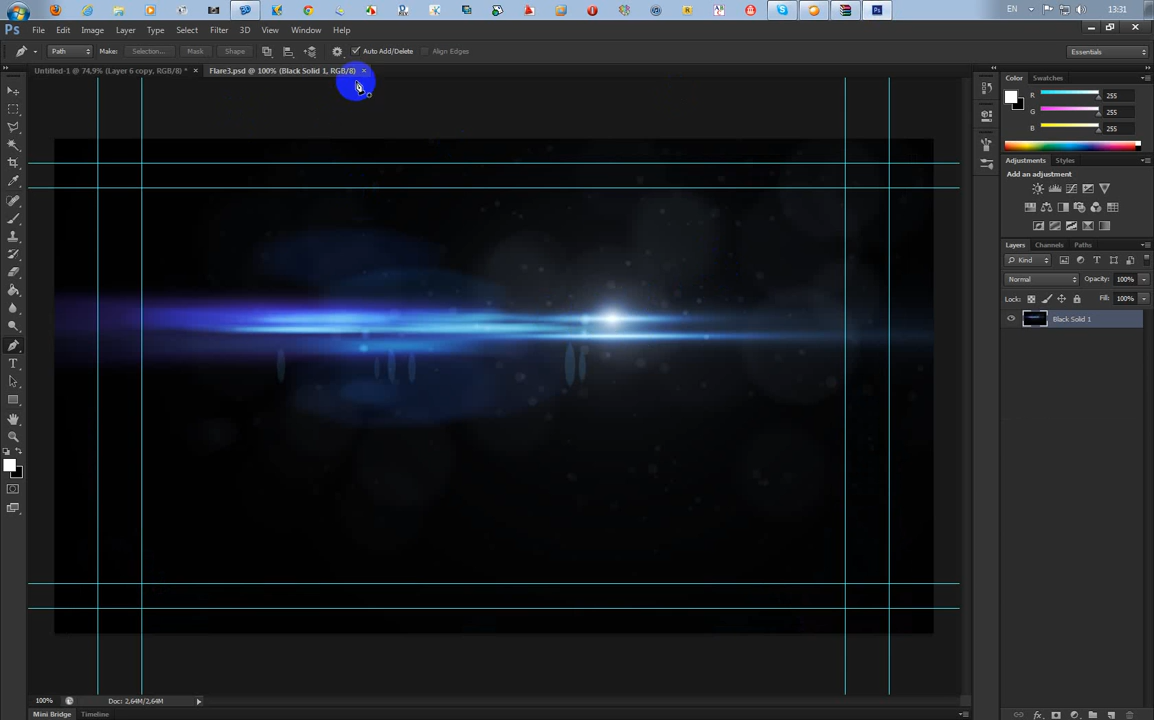 EN
13:31
Ps File Edit Image Layer Type Select Filter 3D View Window Help
Path Make: Selection... Mask Shape Auto Add/Delete Align Edges Essentials
Untitled-1 @ 74,9% (Layer 6 copy, RGB/8) * × Flare3.psd @ 100% (Black Solid 1, RGB/8) ×
Color Swatches
R 255
G 255
B 255
Adjustments Styles
Add an adjustment
Layers Channels Paths
Kind
Normal Opacity: 100%
Lock: Fill: 100%
Black Solid 1
100% Doc: 2,64M/2,64M
Mini Bridge Timeline